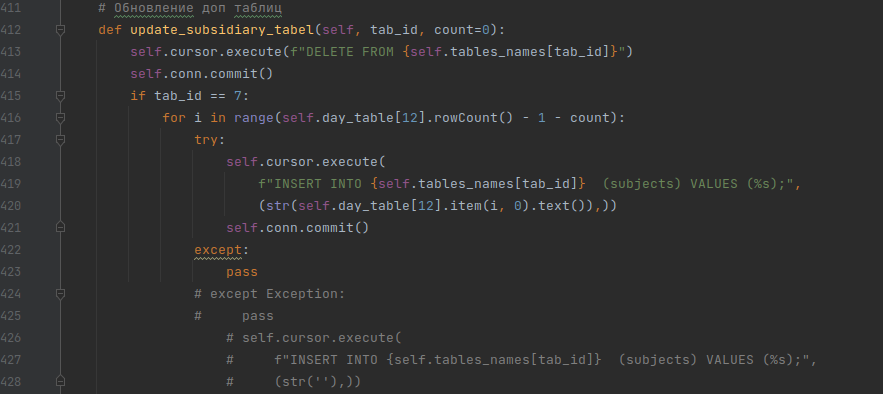 411 # Обновление доп таблиц
412 def update_subsidiary_tabel(self, tab_id, count=0):
413 self.cursor.execute(f"DELETE FROM {self.tables_names[tab_id]}")
414 self.conn.commit()
415 if tab_id == 7:
416 for i in range(self.day_table[12].rowCount() - 1 - count):
417 try:
418 self.cursor.execute(
419 f"INSERT INTO {self.tables_names[tab_id]}  (subjects) VALUES (%s);",
420 (str(self.day_table[12].item(i, 0).text()),))
421 self.conn.commit()
422 except:
423 pass
424 # except Exception:
425 #     pass
426 # self.cursor.execute(
427 #     f"INSERT INTO {self.tables_names[tab_id]}  (subjects) VALUES (%s);",
428 #     (str(''),))